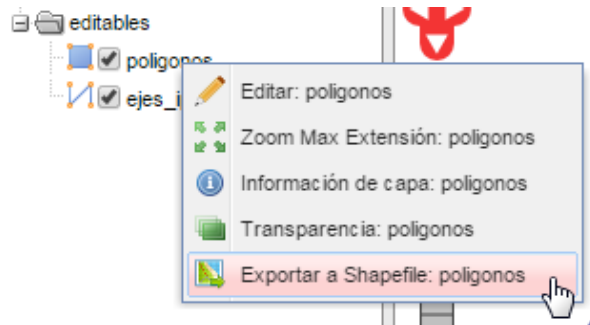 editables
poligonos
ejes_i
Editar: poligonos
Zoom Max Extensión: poligonos
Información de capa: poligonos
Transparencia: poligonos
Exportar a Shapefile: poligonos